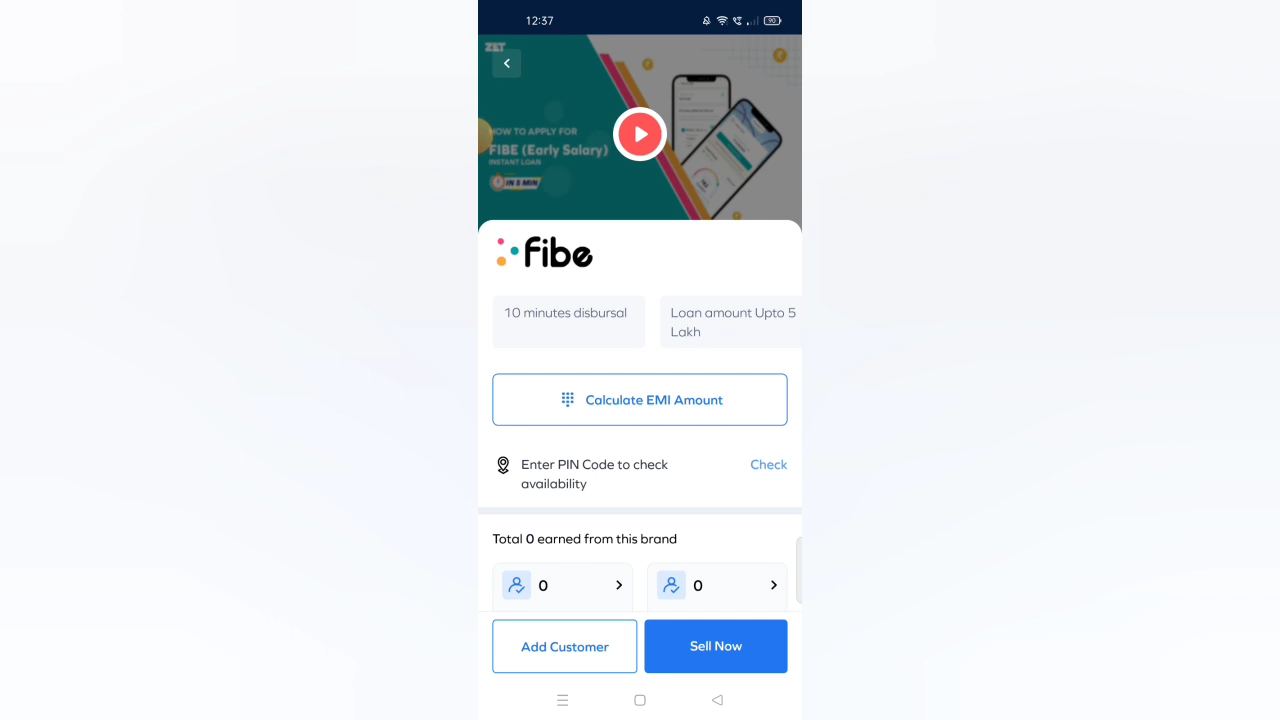 12:37
90
ZET
HOW TO APPLY FOR
FIBE (Early Salary)
INSTANT LOAN
IN 5 MIN
fibe
10 minutes disbursal
Loan amount Upto 5
Lakh
Calculate EMI Amount
Enter PIN Code to check
availability
Check
Total 0 earned from this brand
0
0
Add Customer
Sell Now